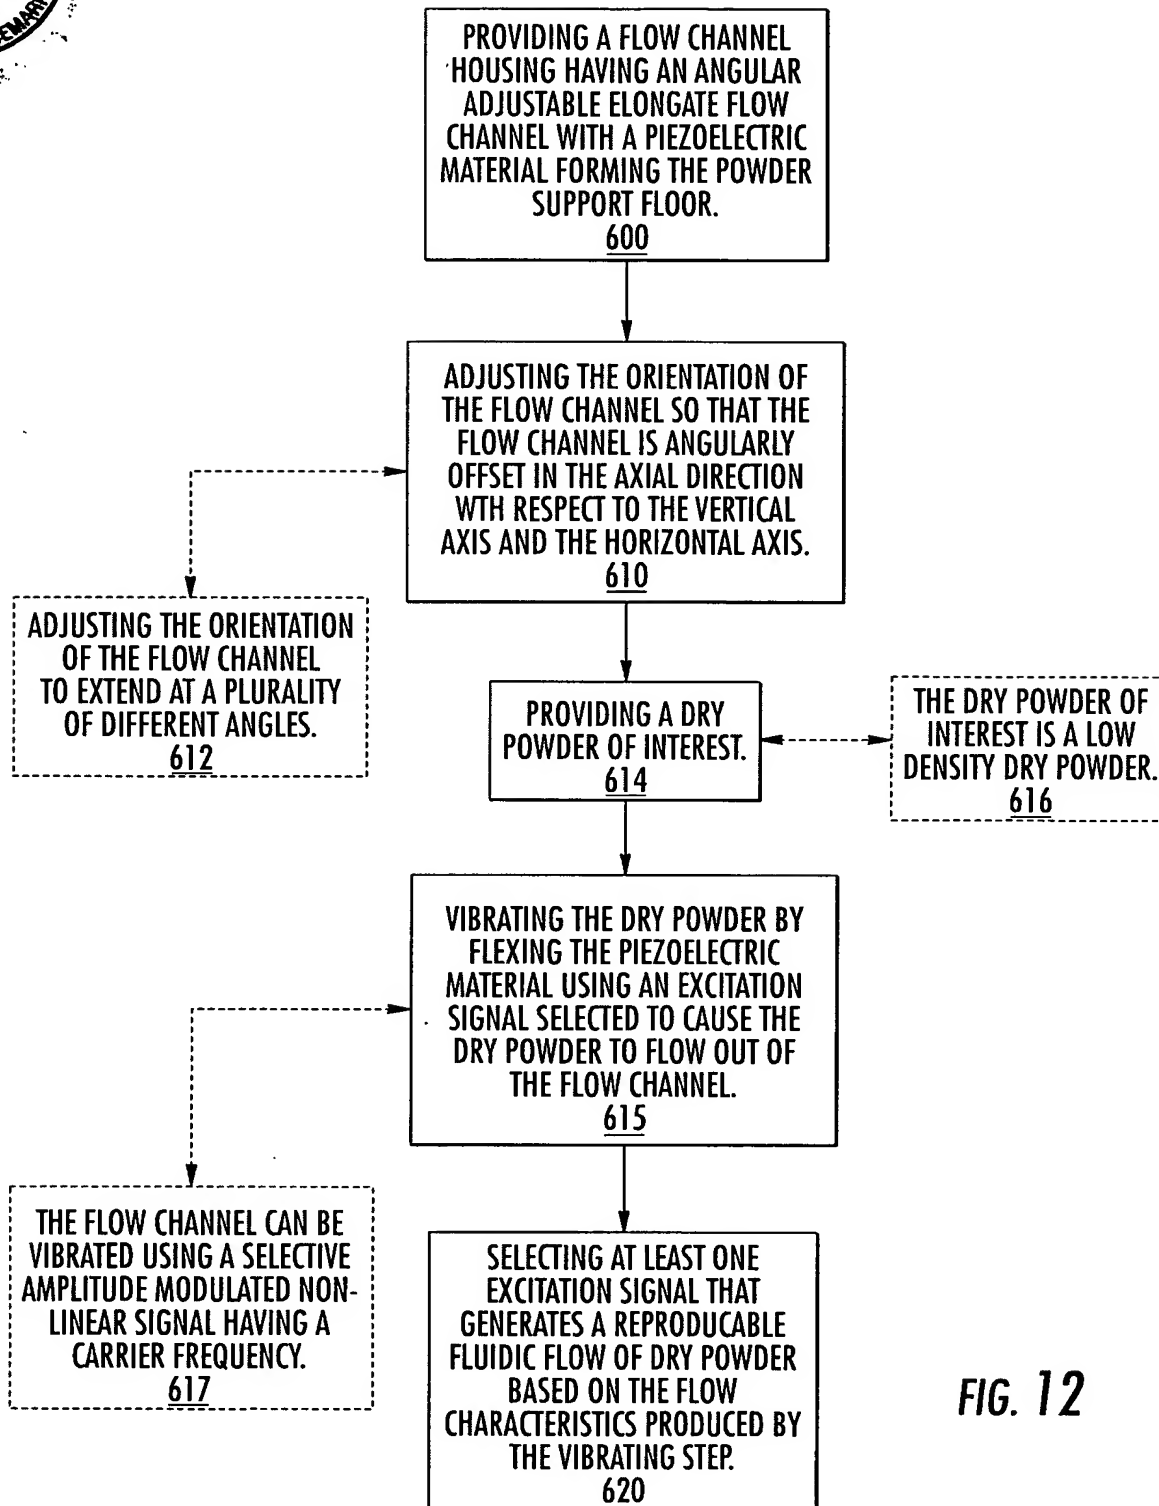 EMARK
PROVIDING A FLOW CHANNEL
HOUSING HAVING AN ANGULAR
ADJUSTABLE ELONGATE FLOW
CHANNEL WITH A PIEZOELECTRIC
MATERIAL FORMING THE POWDER
SUPPORT FLOOR.
600
ADJUSTING THE ORIENTATION OF
THE FLOW CHANNEL SO THAT THE
FLOW CHANNEL IS ANGULARLY
OFFSET IN THE AXIAL DIRECTION
WTH RESPECT TO THE VERTICAL
AXIS AND THE HORIZONTAL AXIS.
610
ADJUSTING THE ORIENTATION
OF THE FLOW CHANNEL
TO EXTEND AT A PLURALITY
OF DIFFERENT ANGLES.
612
PROVIDING A DRY
POWDER OF INTEREST.
614
THE DRY POWDER OF
INTEREST IS A LOW
DENSITY DRY POWDER.
616
VIBRATING THE DRY POWDER BY
FLEXING THE PIEZOELECTRIC
MATERIAL USING AN EXCITATION
SIGNAL SELECTED TO CAUSE THE
DRY POWDER TO FLOW OUT OF
THE FLOW CHANNEL.
615
THE FLOW CHANNEL CAN BE
VIBRATED USING A SELECTIVE
AMPLITUDE MODULATED NON-
LINEAR SIGNAL HAVING A
CARRIER FREQUENCY.
617
SELECTING AT LEAST ONE
EXCITATION SIGNAL THAT
GENERATES A REPRODUCABLE
FLUIDIC FLOW OF DRY POWDER
BASED ON THE FLOW
CHARACTERISTICS PRODUCED BY
THE VIBRATING STEP.
620
FIG. 12